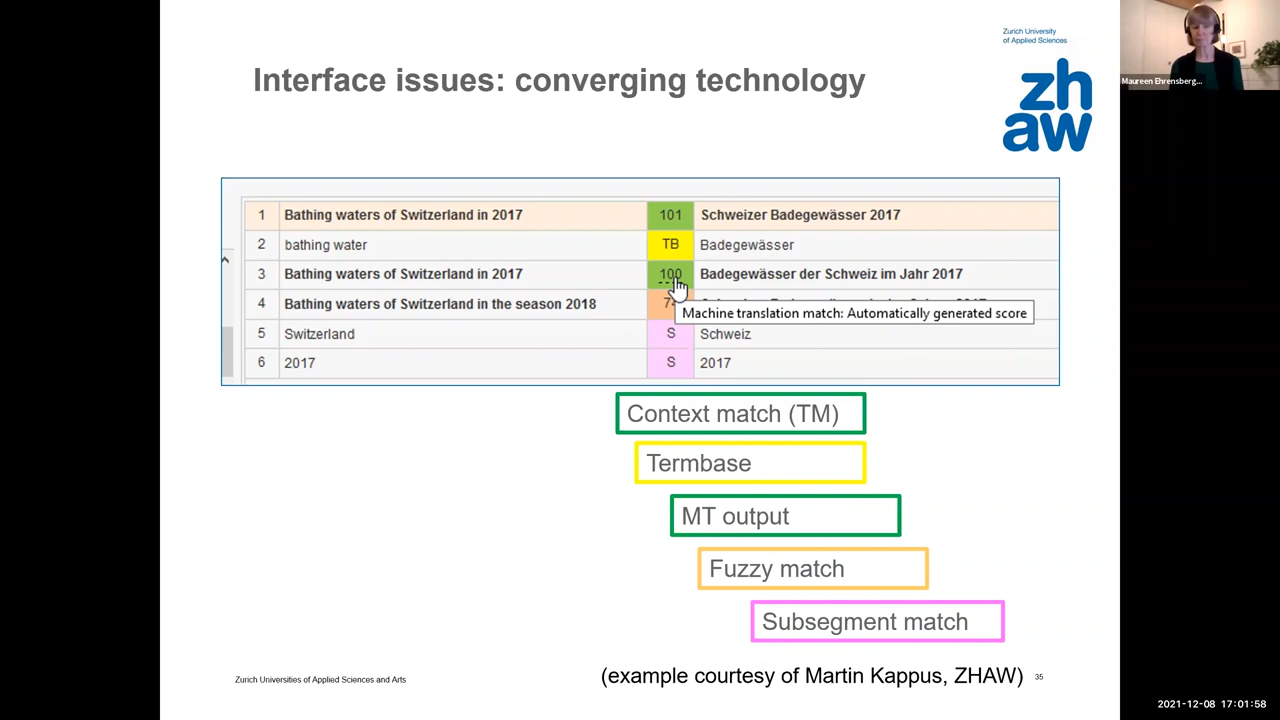 Zurich University
of Applied Sciences
Interface issues: converging technology
zh
aw
Maureen Ehrensberg...
1 Bathing waters of Switzerland in 2017 101 Schweizer Badegewässer 2017
2 bathing water TB Badegewässer
3 Bathing waters of Switzerland in 2017 100 Badegewässer der Schweiz im Jahr 2017
4 Bathing waters of Switzerland in the season 2018
Machine translation match: Automatically generated score
5 Switzerland S Schweiz
6 2017 S 2017
Context match (TM)
Termbase
MT output
Fuzzy match
Subsegment match
(example courtesy of Martin Kappus, ZHAW)
Zurich Universities of Applied Sciences and Arts
35
2021-12-08 17:01:58